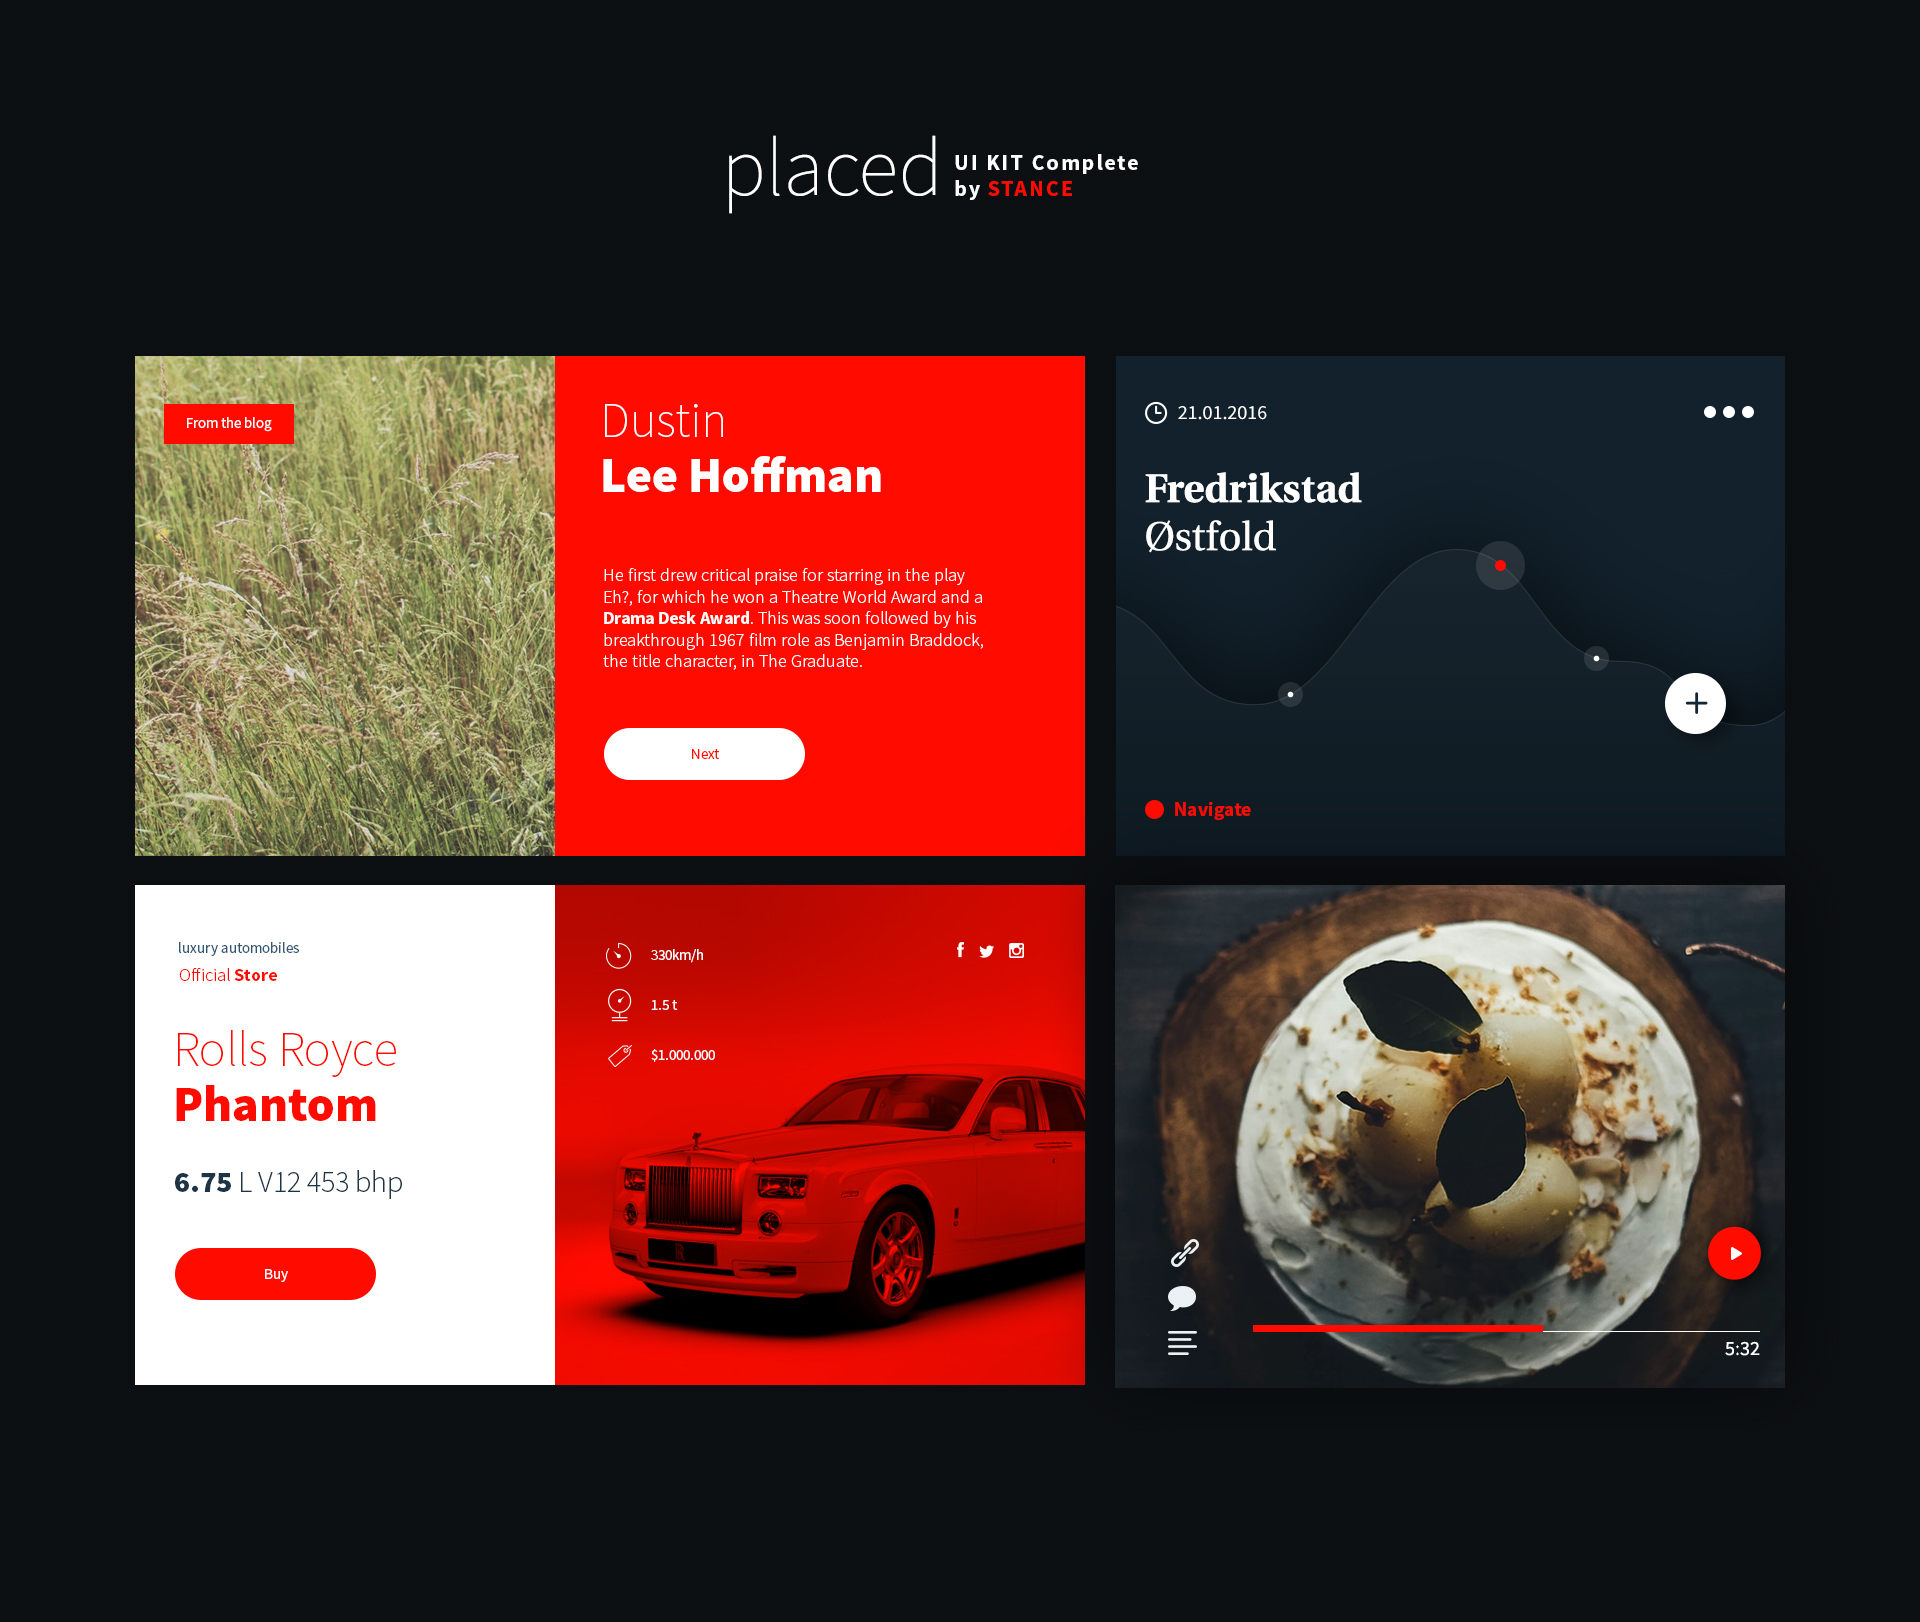 placed
UI KIT Complete
by STANCE
From the blog
Dustin
Lee Hoffman
He first drew critical praise for starring in the play
Eh?, for which he won a Theatre World Award and a
Drama Desk Award. This was soon followed by his
breakthrough 1967 film role as Benjamin Braddock,
the title character, in The Graduate.
Next
21.01.2016
Fredrikstad
Østfold
Navigate
luxury automobiles
Official Store
Rolls Royce
Phantom
6.75 L V12 453 bhp
Buy
330km/h
1.5 t
$1.000.000
5:32